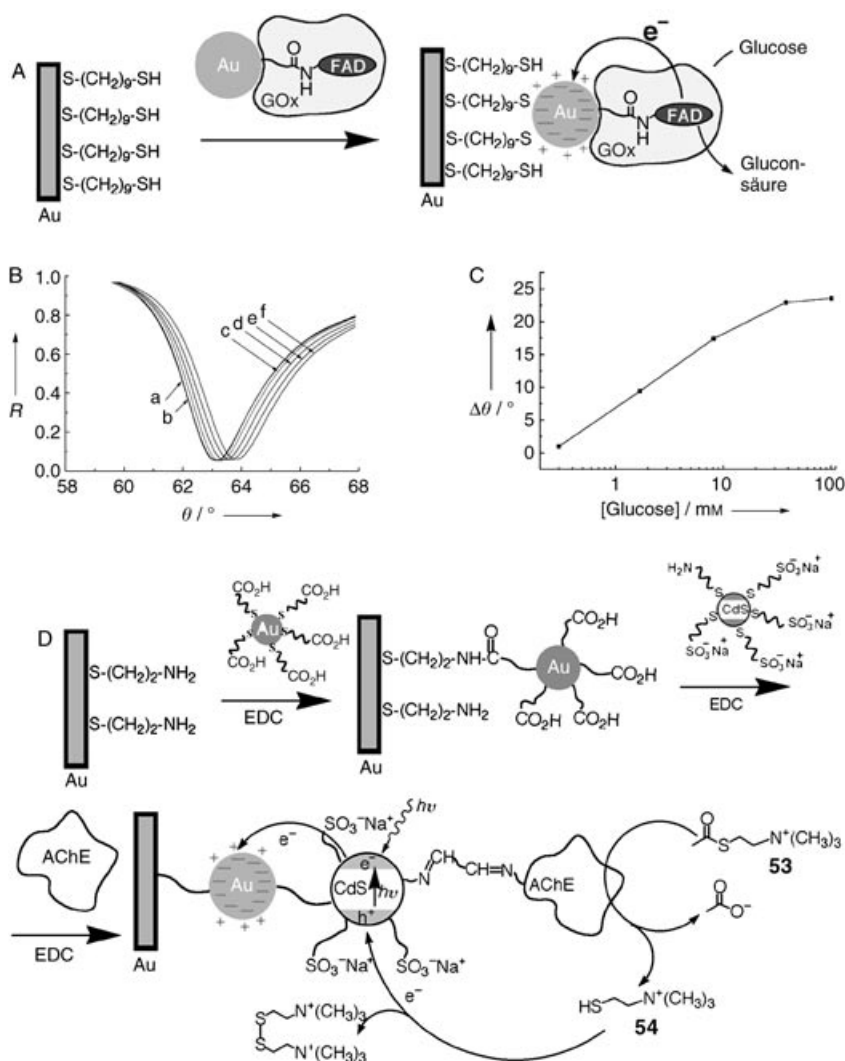 A
S-(CH₂)₉-SH
S-(CH₂)₉-SH
S-(CH₂)₉-SH
S-(CH₂)₉-SH
Au
Au
O
N
H
FAD
GOx
S-(CH₂)₉-SH
S-(CH₂)₉-S
S-(CH₂)₉-S
S-(CH₂)₉-SH
Au
Au
e⁻
O
N
H
FAD
GOx
Glucose
Glucon-
säure
B
1.0
0.8
0.6
0.4
0.2
0.0
R
a
b
c
d
e
f
58 60 62 64 66 68
θ / °
C
25
20
15
10
5
0
Δθ / °
1 10 100
[Glucose] / mM
D
S-(CH₂)₂-NH₂
S-(CH₂)₂-NH₂
Au
CO₂H
CO₂H
CO₂H
CO₂H
CO₂H
S S S S S
Au
EDC
O
S-(CH₂)₂-NH-C
S-(CH₂)₂-NH₂
Au
Au
CO₂H
CO₂H
CO₂H
CO₂H
H₂N
SO₃⁻Na⁺
SO₃⁻Na⁺
SO₃⁻Na⁺
SO₃⁻Na⁺
S S S S S
CdS
EDC
AChE
EDC
Au
Au
e⁻
SO₃⁻Na⁺
hν
e⁻
CdS
hν
h⁺
SO₃⁻Na⁺
SO₃⁻Na⁺
N
N
AChE
O
S
N⁺(CH₃)₃
53
O
O⁻
HS
N⁺(CH₃)₃
54
e⁻
S
N⁺(CH₃)₃
S
N⁺(CH₃)₃